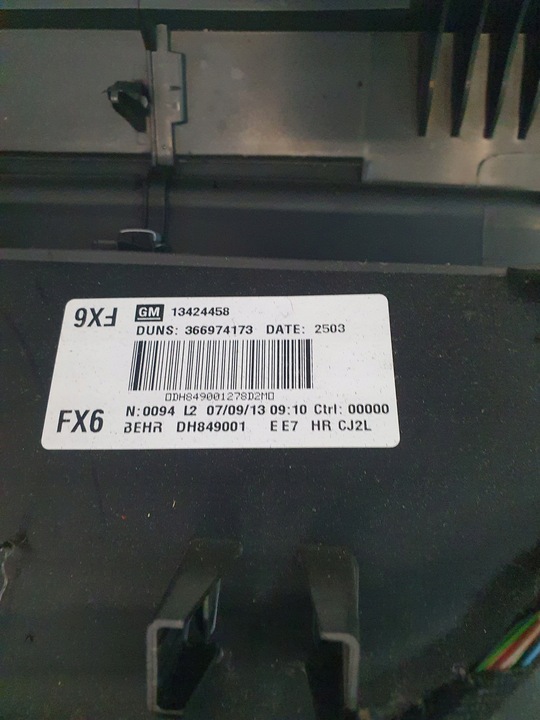 FX6 GM 13424458
DUNS: 366974173 DATE: 2503
▯DH849001278D2M▯
FX6 N:0094 L2 07/09/13 09:10 Ctrl: 00000
BEHR DH849001 E E7 HR CJ2L